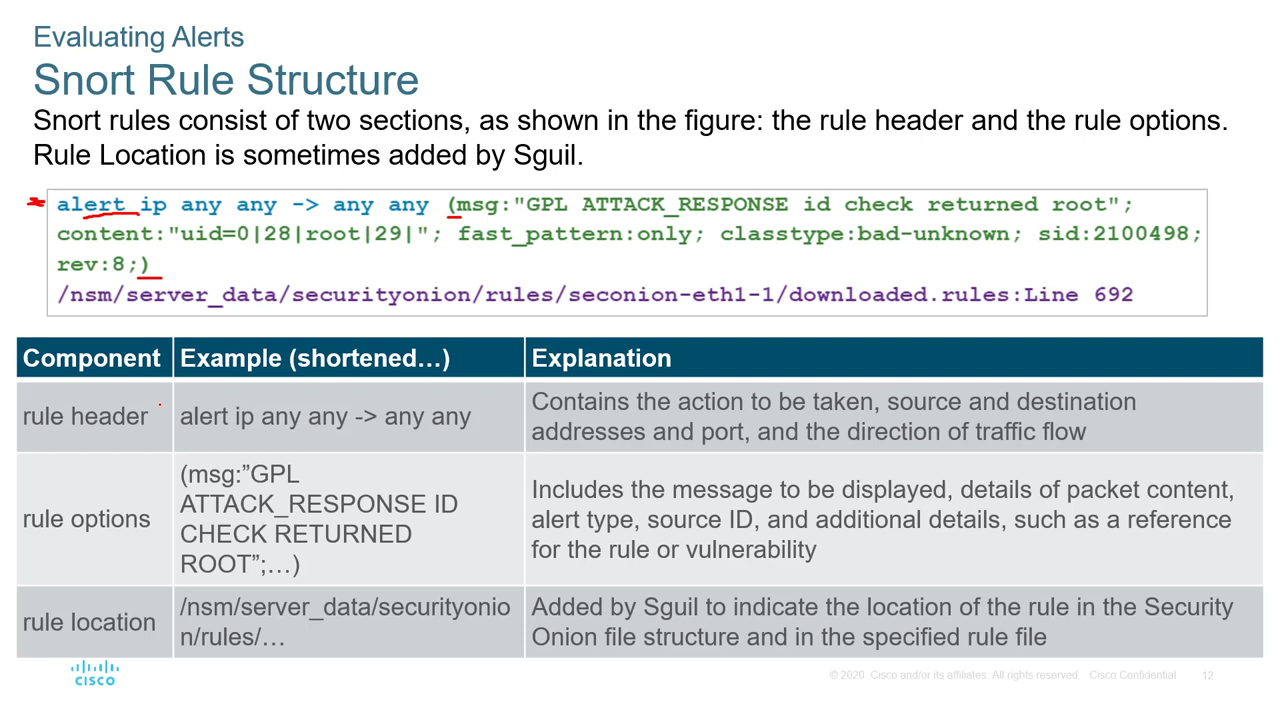 Evaluating Alerts
Snort Rule Structure
Snort rules consist of two sections, as shown in the figure: the rule header and the rule options.
Rule Location is sometimes added by Sguil.
alert ip any any -> any any (msg:"GPL ATTACK_RESPONSE id check returned root";
content:"uid=0|28|root|29|"; fast_pattern:only; classtype:bad-unknown; sid:2100498;
rev:8;)
/nsm/server_data/securityonion/rules/seconion-eth1-1/downloaded.rules:Line 692
Component Example (shortened…) Explanation
rule header
alert ip any any -> any any
Contains the action to be taken, source and destination
addresses and port, and the direction of traffic flow
rule options
(msg:”GPL
ATTACK_RESPONSE ID
CHECK RETURNED
ROOT”;…)
Includes the message to be displayed, details of packet content,
alert type, source ID, and additional details, such as a reference
for the rule or vulnerability
rule location
/nsm/server_data/securityonio
n/rules/…
Added by Sguil to indicate the location of the rule in the Security
Onion file structure and in the specified rule file
CISCO
© 2020 Cisco and/or its affiliates. All rights reserved. Cisco Confidential 12